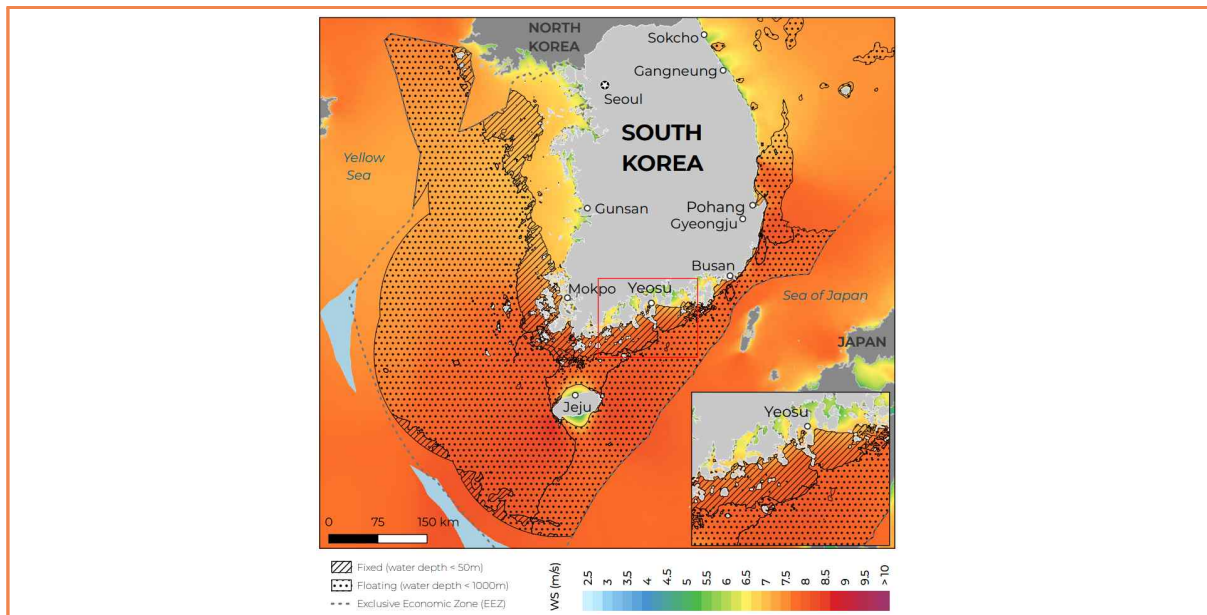 NORTH
KOREA
Sokcho
Gangneung
Seoul
SOUTH
KOREA
Yellow
Sea
Gunsan
Pohang
Gyeongju
Busan
Mokpo
Yeosu
Sea of Japan
JAPAN
Jeju
Yeosu
0 75 150 km
Fixed (water depth < 50m)
Floating (water depth < 1000m)
Exclusive Economic Zone (EEZ)
WS (m/s)
2.5 3 3.5 4 4.5 5 5.5 6 6.5 7 7.5 8 8.5 9 9.5 > 10